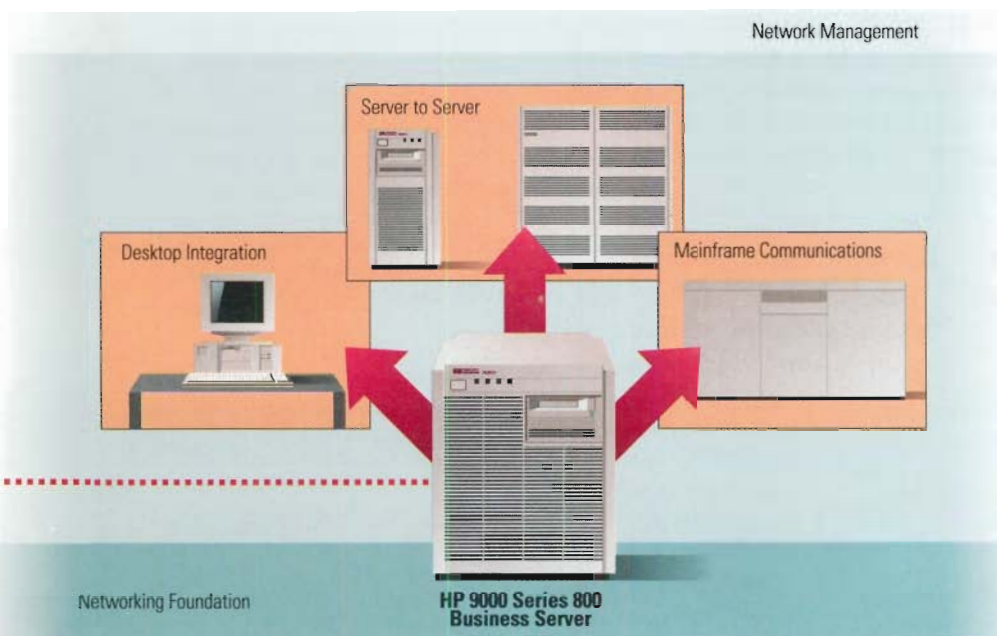 Network Management
Server to Server
Desktop Integration
Mainframe Communications
Networking Foundation
HP 9000 Series 800
Business Server